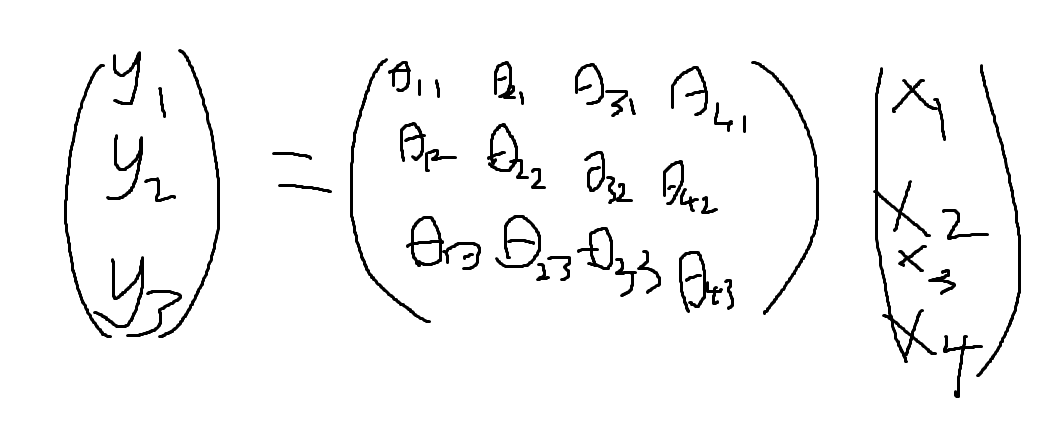 (y₁ y₂ y₃) = (θ₁₁ θ₂₁ θ₃₁ θ₄₁; θ₁₂ θ₂₂ θ₃₂ θ₄₂; θ₁₃ θ₂₃ θ₃₃ θ₄₃) (x₁ x₂ x₃ x₄)